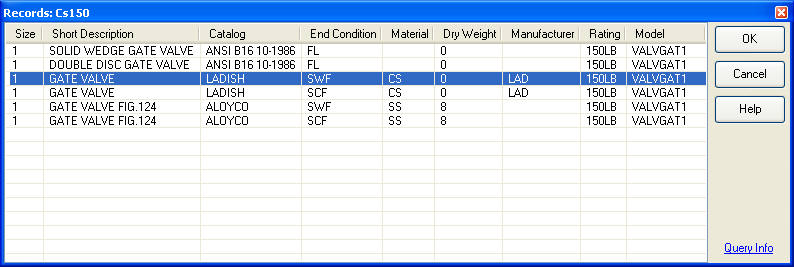 Records: Cs150
Size Short Description Catalog End Condition Material Dry Weight Manufacturer Rating Model
1 SOLID WEDGE GATE VALVE ANSI B16 10-1986 FL 0 150LB VALVGAT1
1 DOUBLE DISC GATE VALVE ANSI B16 10-1986 FL 0 150LB VALVGAT1
1 GATE VALVE LADISH SWF CS 0 LAD 150LB VALVGAT1
1 GATE VALVE LADISH SCF CS 0 LAD 150LB VALVGAT1
1 GATE VALVE FIG.124 ALOYCO SWF SS 8 150LB VALVGAT1
1 GATE VALVE FIG.124 ALOYCO SCF SS 8 150LB VALVGAT1
OK
Cancel
Help
Query Info